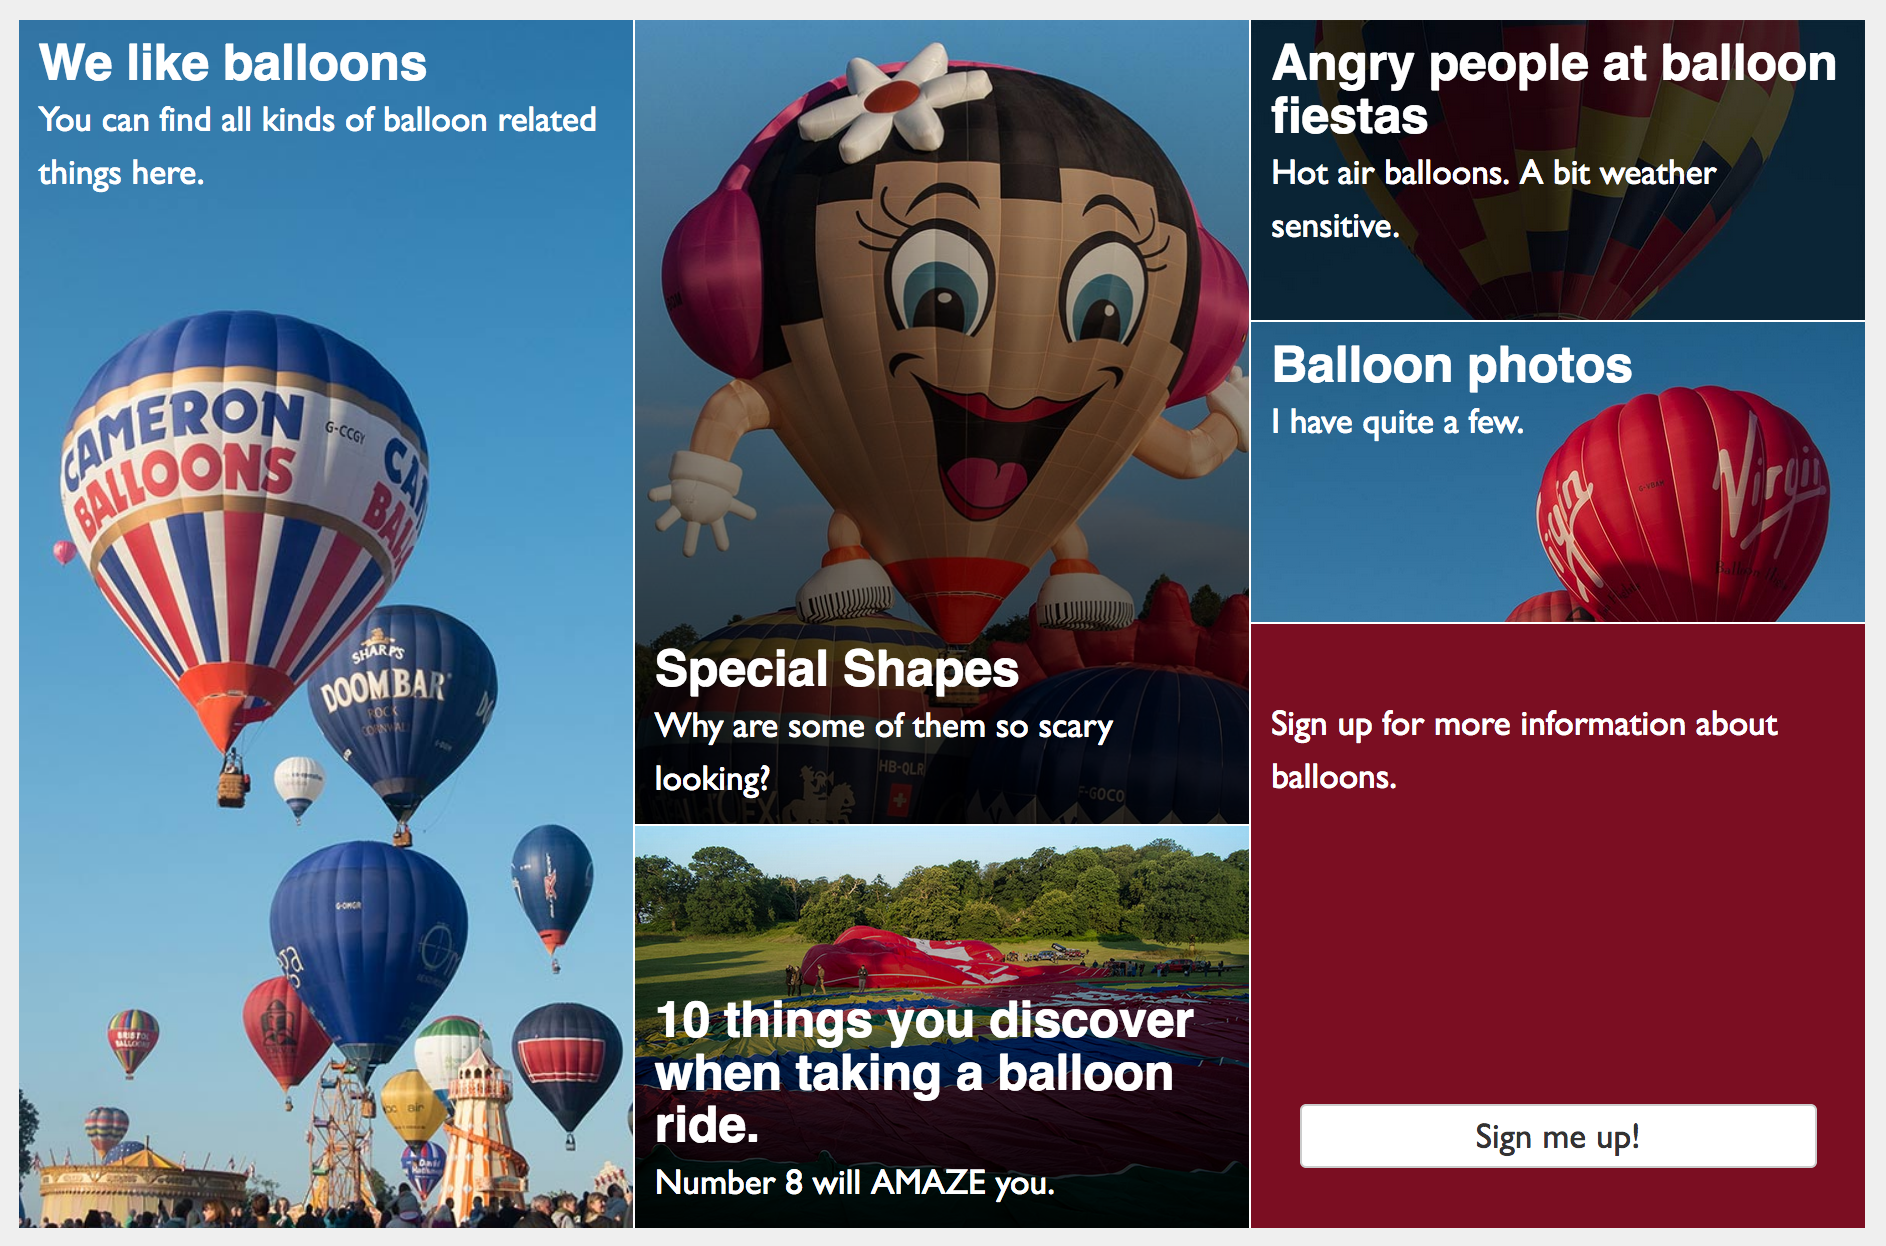 We like balloons
You can find all kinds of balloon related
things here.
CAMERON
BALLOONS
G-CCGY
SHARP'S
DOOM BAR
ROCK
CORNWALL
G-OMGR
BRISTOL
BALLOONS
air
Special Shapes
Why are some of them so scary
looking?
HB-QLR
F-GOCO
10 things you discover
when taking a balloon
ride.
Number 8 will AMAZE you.
Angry people at balloon
fiestas
Hot air balloons. A bit weather
sensitive.
Balloon photos
I have quite a few.
Virgin
Sign up for more information about
balloons.
Sign me up!